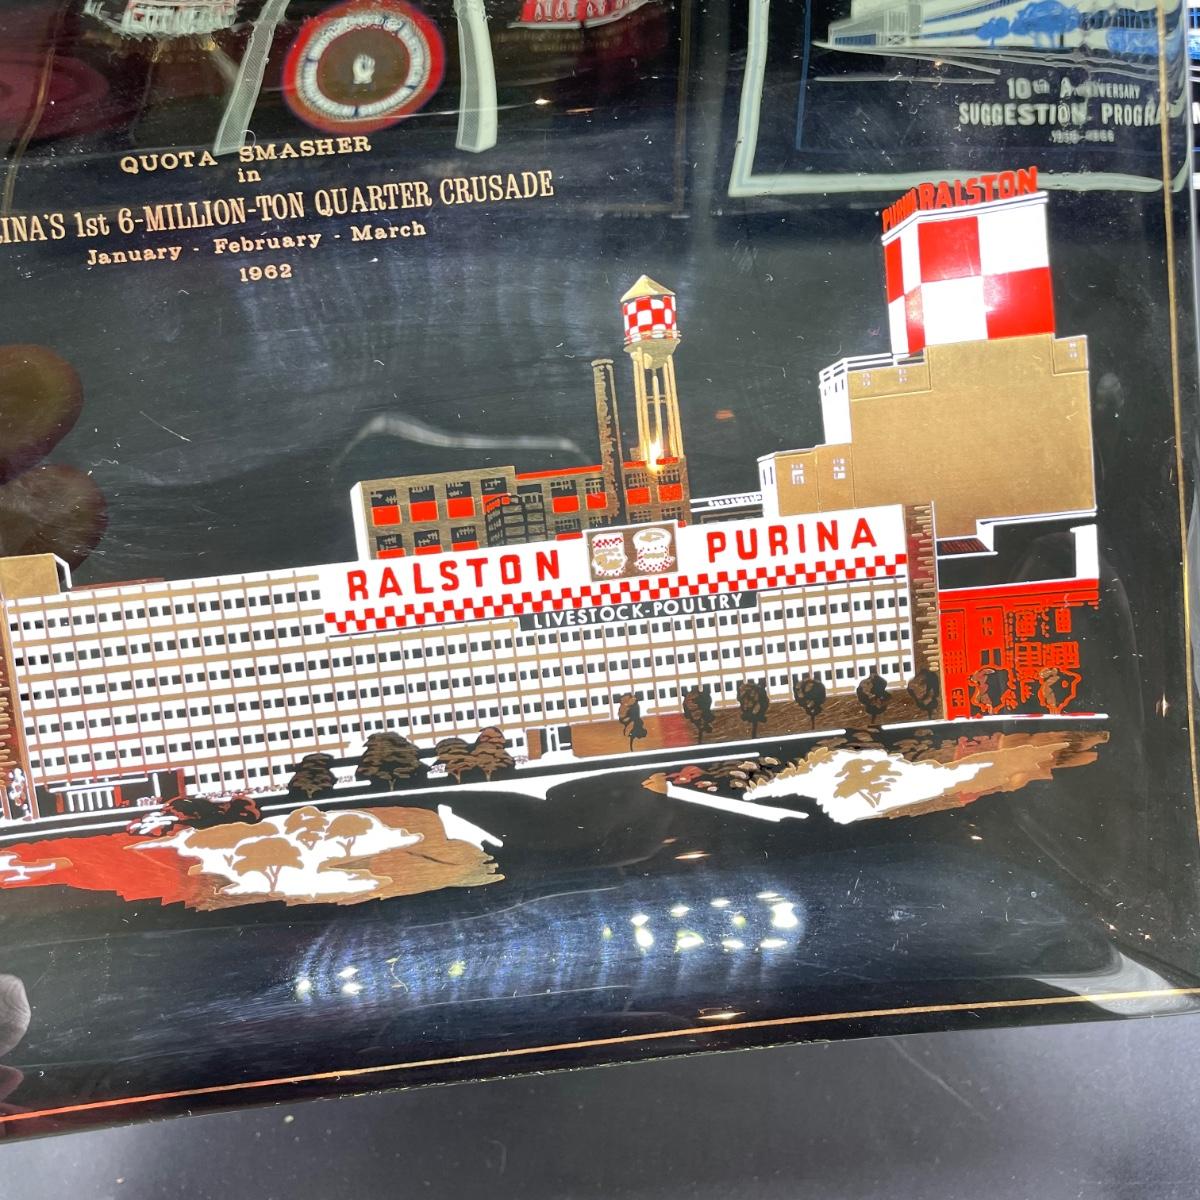 10th ANNIVERSARY
SUGGESTION PROGRAM
QUOTA SMASHER
in
INA'S 1st 6-MILLION-TON QUARTER CRUSADE
January - February - March
1962
PURINA RALSTON
RALSTON PURINA
LIVESTOCK-POULTRY